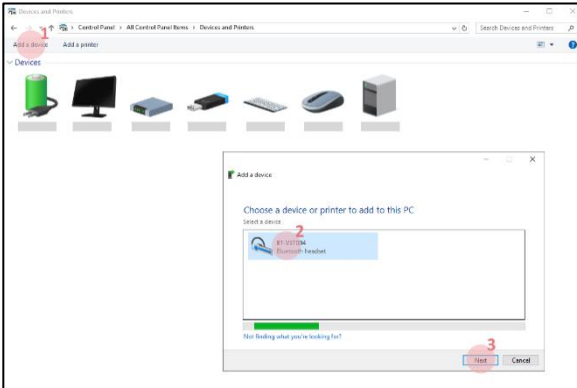 Devices and Printers
Control Panel > All Control Panel Items > Devices and Printers
Search Devices and Printers
1
Add a device Add a printer
Devices
Add a device
Choose a device or printer to add to this PC
Select a device
2
Bluetooth headset
Not finding what you're looking for?
3
Next Cancel